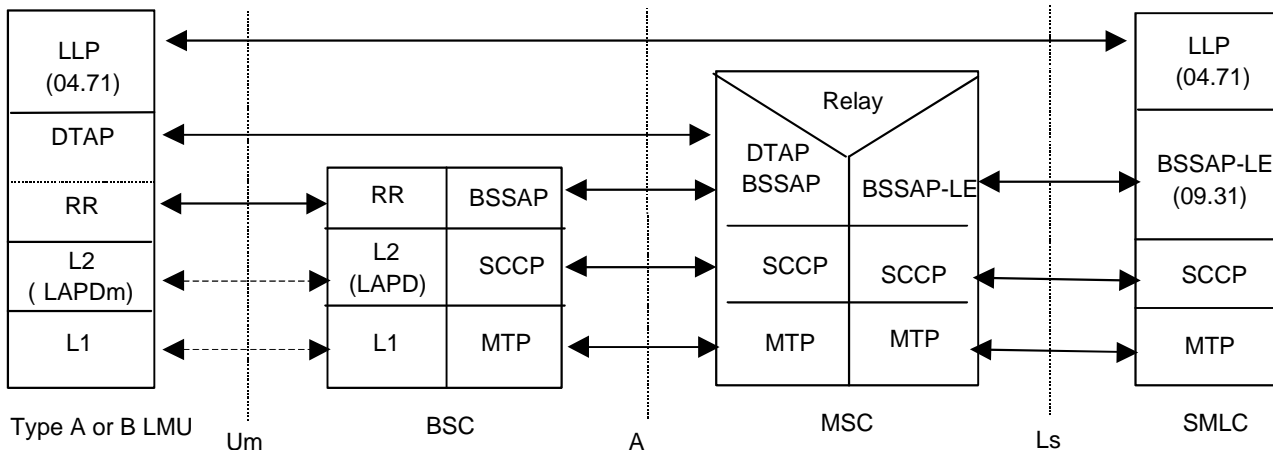 LLP
(04.71)
DTAP
RR
L2
( LAPDm)
L1
Type A or B LMU
Um
RR
BSSAP
L2
(LAPD)
SCCP
L1
MTP
BSC
A
Relay
DTAP
BSSAP
BSSAP-LE
SCCP
SCCP
MTP
MTP
MSC
Ls
LLP
(04.71)
BSSAP-LE
(09.31)
SCCP
MTP
SMLC